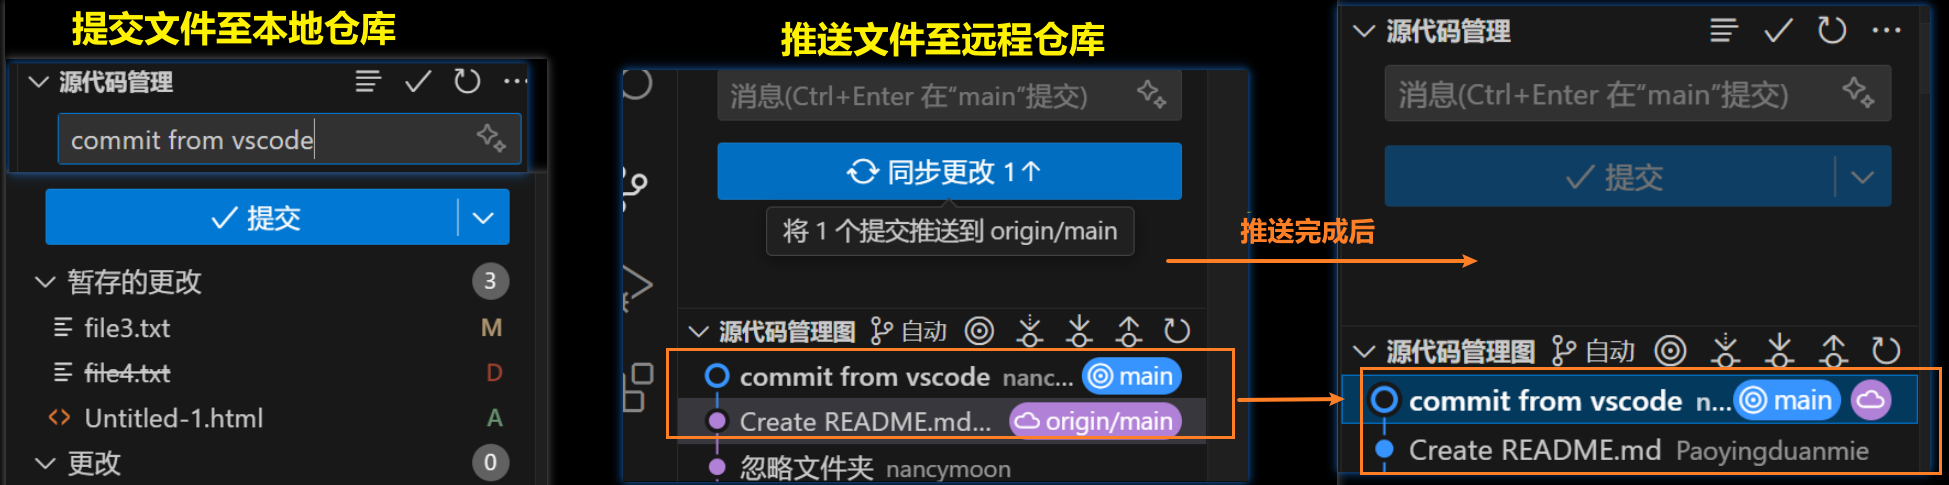 提交文件至本地仓库
源代码管理
commit from vscode
提交
暂存的更改 3
file3.txt M
file4.txt D
Untitled-1.html A
更改 0
推送文件至远程仓库
消息(Ctrl+Enter 在“main”提交)
同步更改 1↑
将 1 个提交推送到 origin/main
源代码管理图 自动
commit from vscode nanc... main
Create README.md... origin/main
忽略文件夹 nancymoon
推送完成后
源代码管理
消息(Ctrl+Enter 在“main”提交)
提交
源代码管理图 自动
commit from vscode n... main
Create README.md Paoyingduanmie